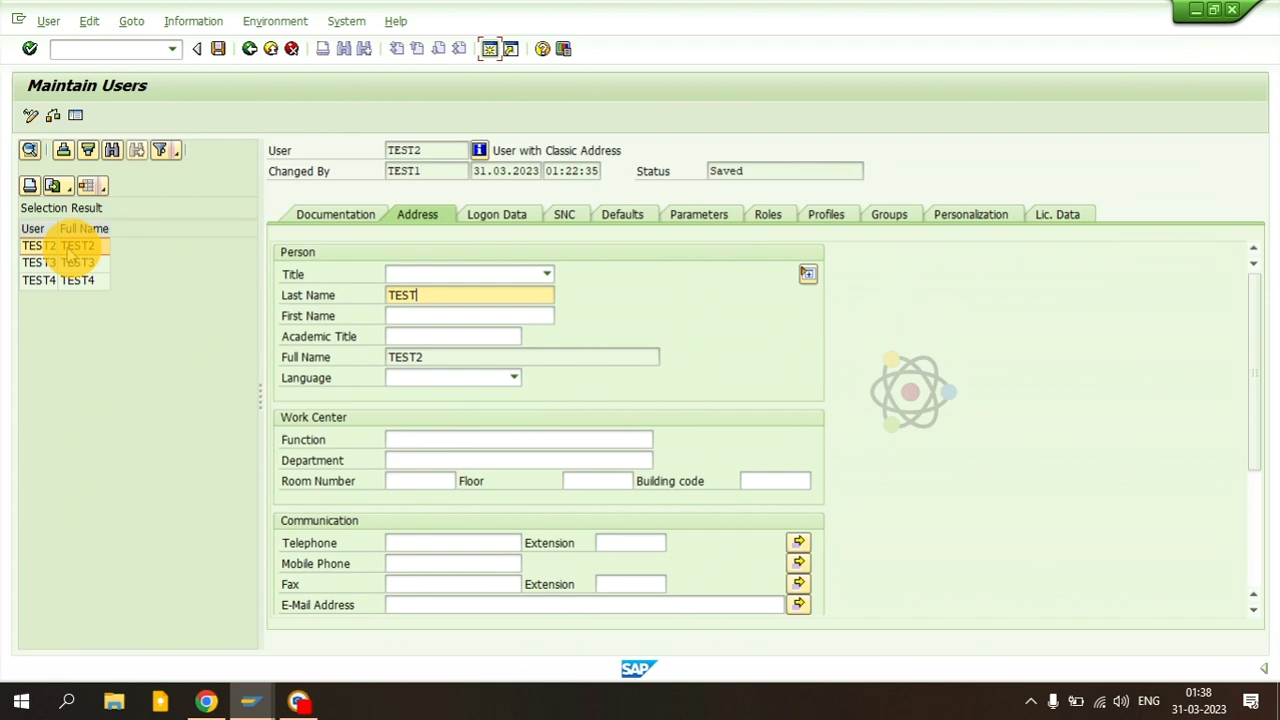 User Edit Goto Information Environment System Help
Maintain Users
User TEST2 User with Classic Address
Changed By TEST1 31.03.2023 01:22:35 Status Saved
Selection Result
User Full Name
TEST2 TEST2
TEST3 TEST3
TEST4 TEST4
Documentation Address Logon Data SNC Defaults Parameters Roles Profiles Groups Personalization Lic. Data
Person
Title
Last Name TEST
First Name
Academic Title
Full Name TEST2
Language
Work Center
Function
Department
Room Number Floor Building code
Communication
Telephone Extension
Mobile Phone
Fax Extension
E-Mail Address
SAP
ENG
01:38
31-03-2023